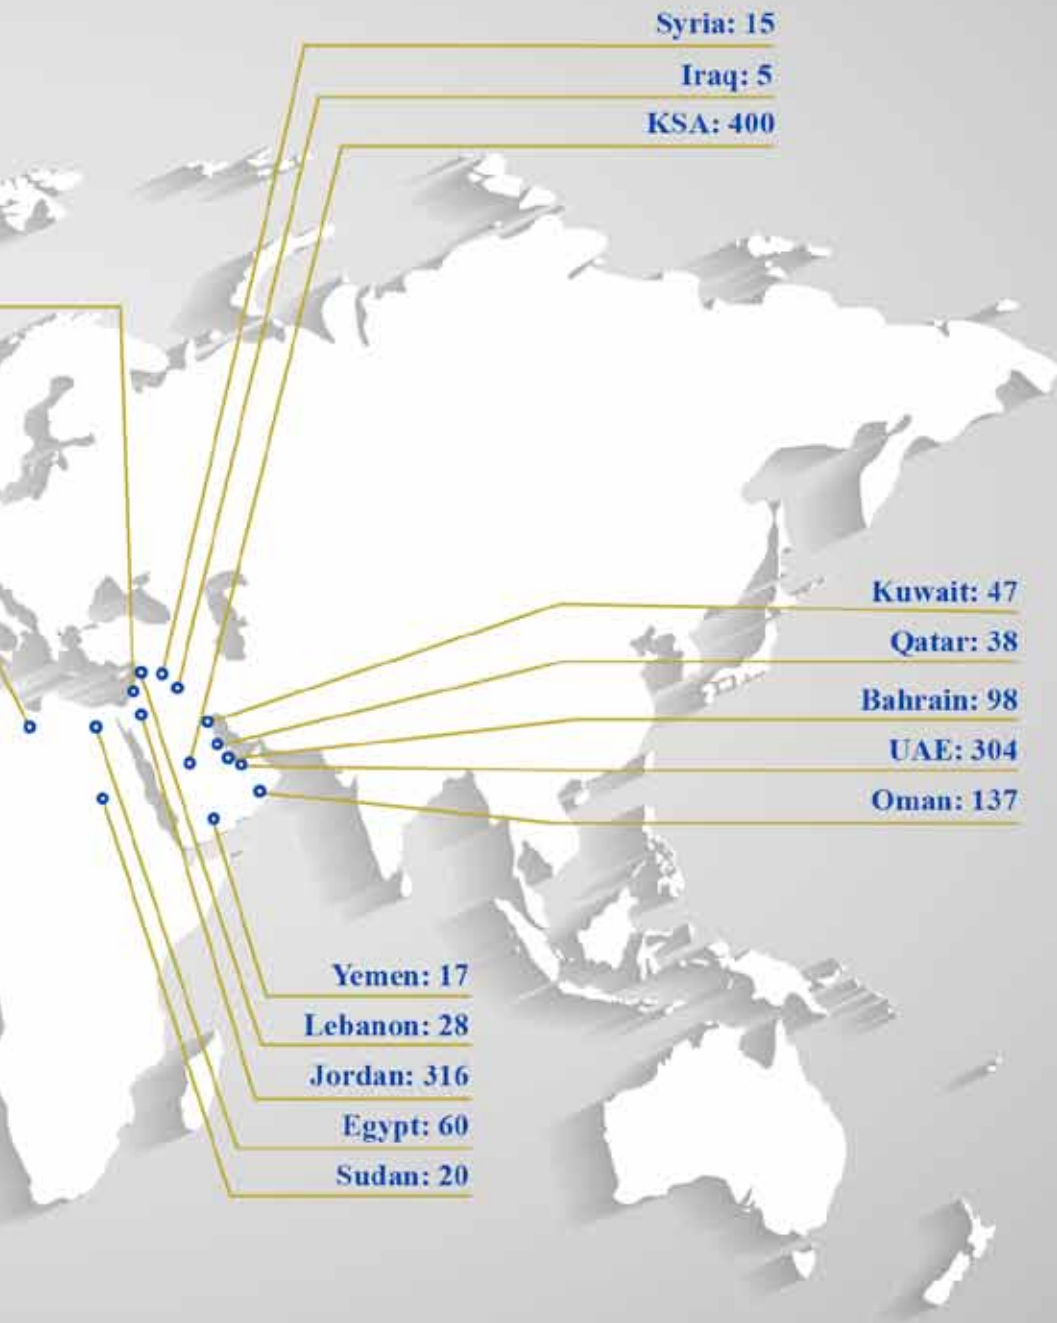 Syria: 15
Iraq: 5
KSA: 400
Kuwait: 47
Qatar: 38
Bahrain: 98
UAE: 304
Oman: 137
Yemen: 17
Lebanon: 28
Jordan: 316
Egypt: 60
Sudan: 20